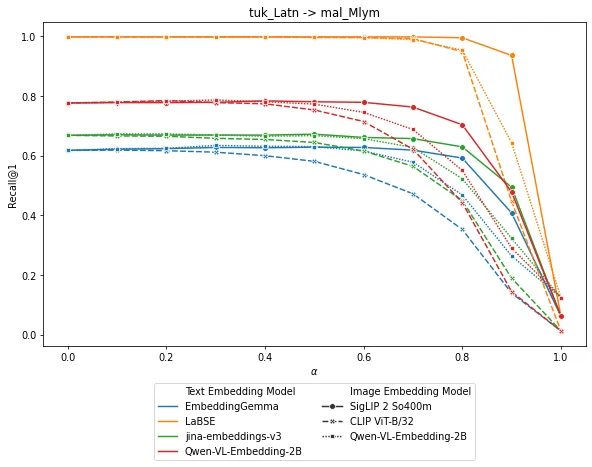 tuk_Latn -> mal_Mlym
1.0
0.8
0.6
0.4
0.2
0.0
Recall@1
0.0 0.2 0.4 0.6 0.8 1.0
α
Text Embedding Model Image Embedding Model
EmbeddingGemma SigLIP 2 So400m
LaBSE CLIP ViT-B/32
jina-embeddings-v3 Qwen-VL-Embedding-2B
Qwen-VL-Embedding-2B